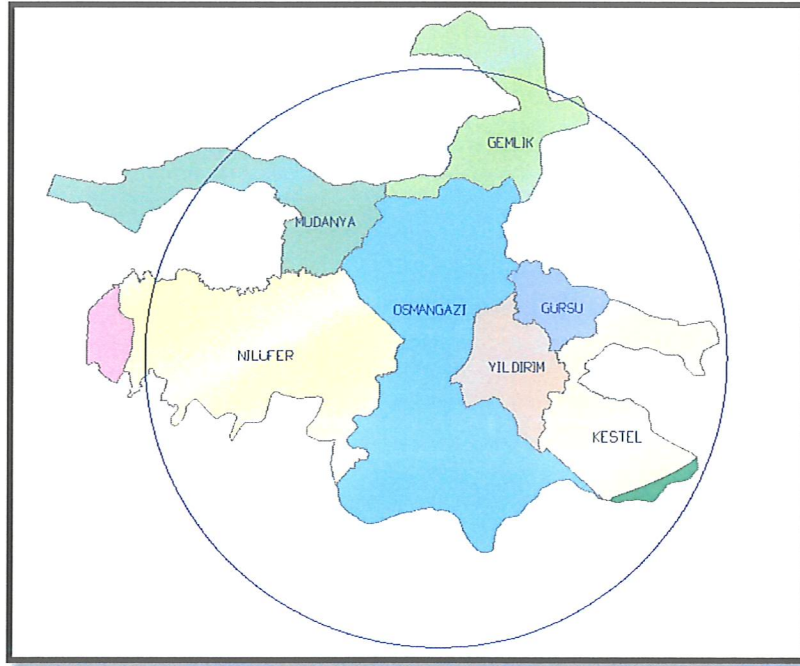 GEMLIK
MUDANYA
OSMANGAZI
GURSU
NILUFER
YILDIRIM
KESTEL